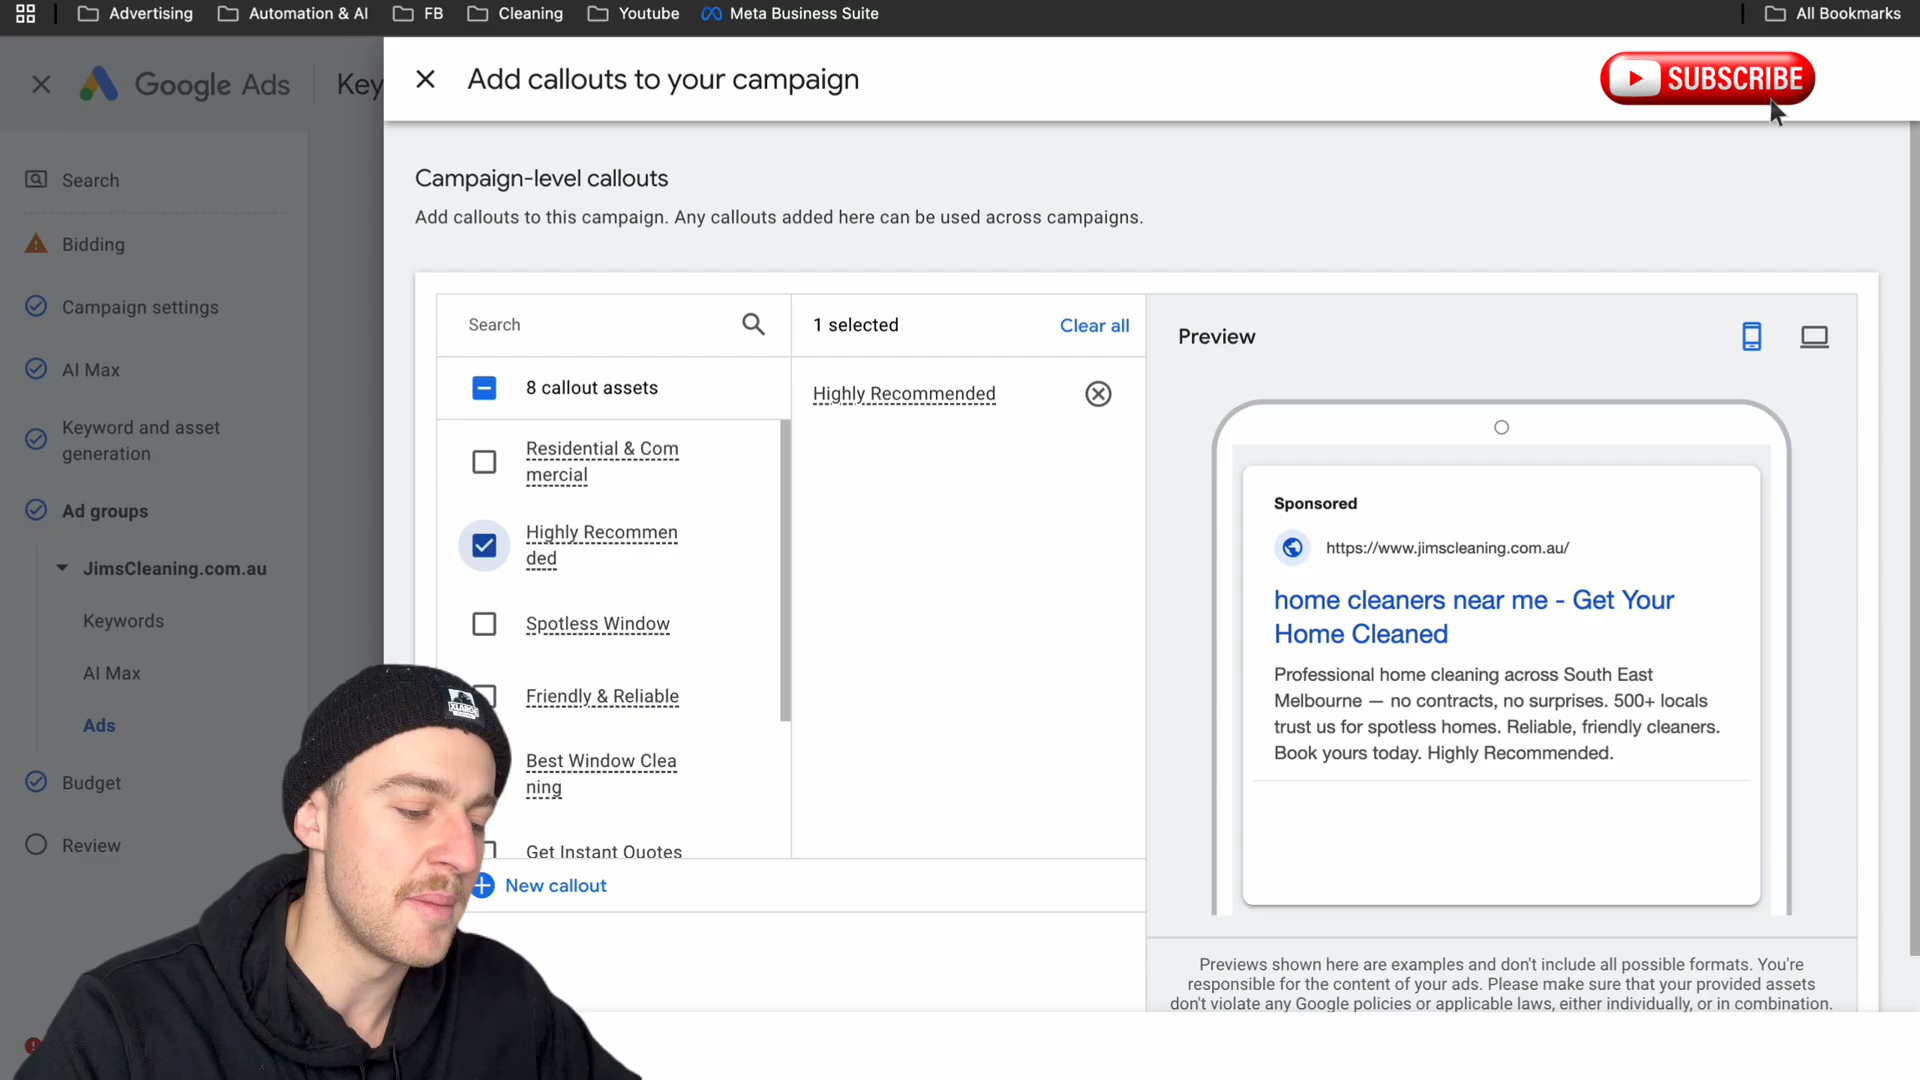 Advertising
Automation & AI
FB
Cleaning
Youtube
Meta Business Suite
All Bookmarks
Google Ads
Key
Add callouts to your campaign
SUBSCRIBE
Search
Bidding
Campaign settings
AI Max
Keyword and asset
generation
Ad groups
JimsCleaning.com.au
Keywords
AI Max
Ads
Budget
Review
Campaign-level callouts
Add callouts to this campaign. Any callouts added here can be used across campaigns.
Search
8 callout assets
Residential & Com
mercial
Highly Recommen
ded
Spotless Window
Friendly & Reliable
Best Window Clea
ning
Get Instant Quotes
New callout
1 selected
Clear all
Highly Recommended
Preview
Sponsored
https://www.jimscleaning.com.au/
home cleaners near me - Get Your
Home Cleaned
Professional home cleaning across South East
Melbourne — no contracts, no surprises. 500+ locals
trust us for spotless homes. Reliable, friendly cleaners.
Book yours today. Highly Recommended.
Previews shown here are examples and don't include all possible formats. You're
responsible for the content of your ads. Please make sure that your provided assets
don't violate any Google policies or applicable laws, either individually, or in combination.
XLARGE